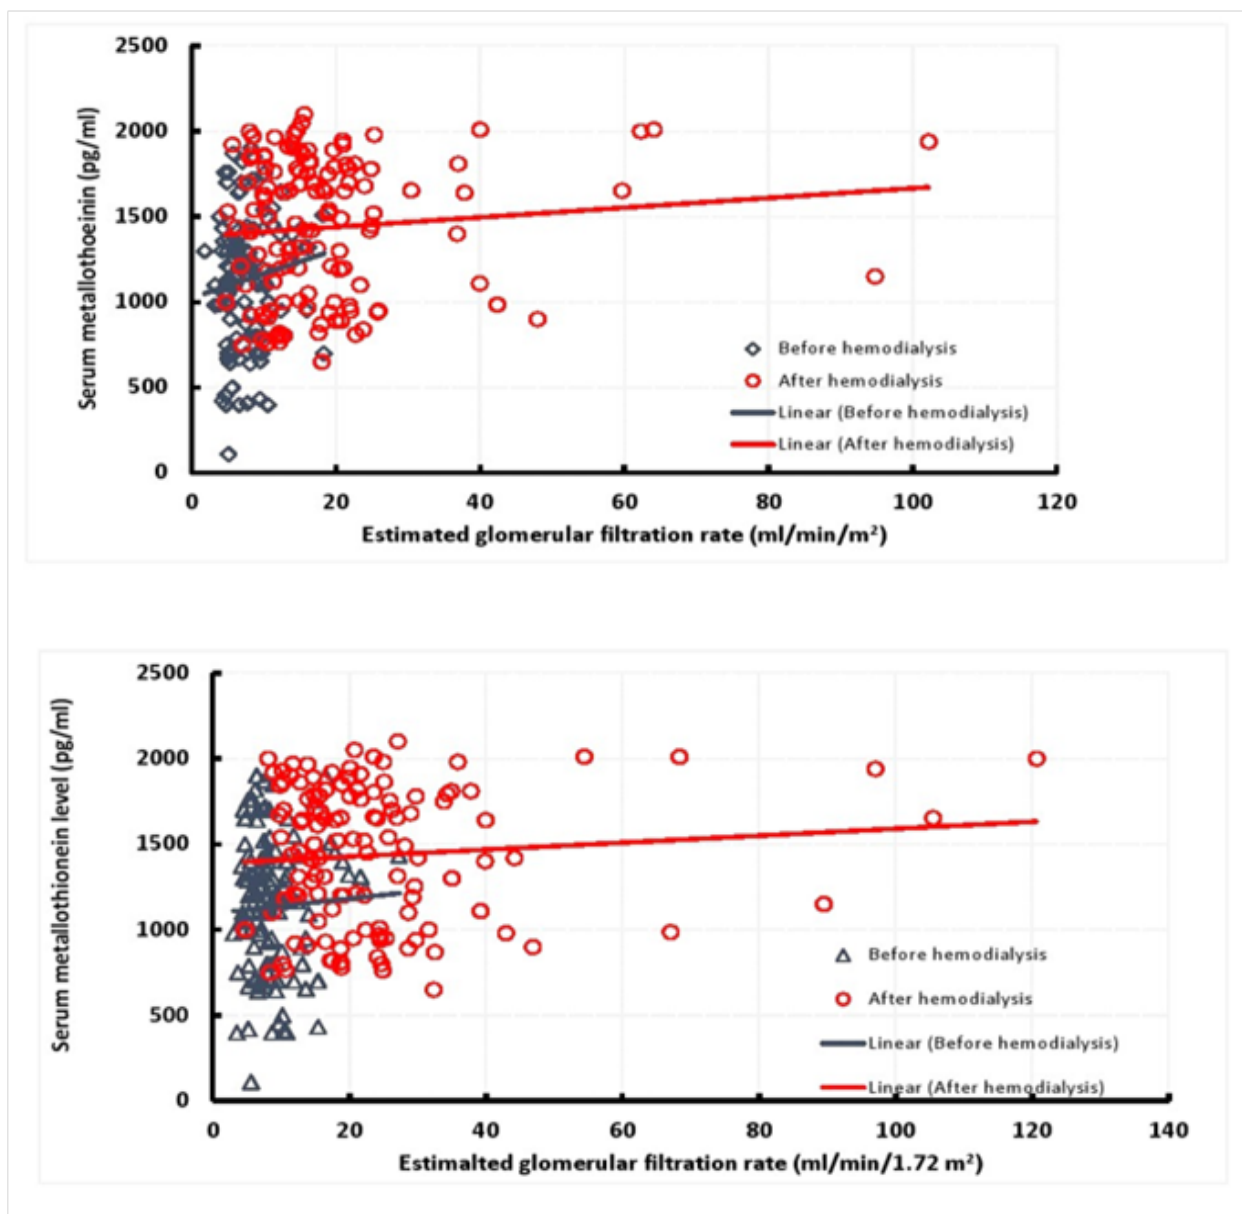 2500
2000
1500
1000
500
0
Serum metallothoeinin (pg/ml)
Before hemodialysis
After hemodialysis
Linear (Before hemodialysis)
Linear (After hemodialysis)
0 20 40 60 80 100 120
Estimated glomerular filtration rate (ml/min/m²)
2500
2000
1500
1000
500
0
Serum metallothionein level (pg/ml)
Before hemodialysis
After hemodialysis
Linear (Before hemodialysis)
Linear (After hemodialysis)
0 20 40 60 80 100 120 140
Estimalted glomerular filtration rate (ml/min/1.72 m²)